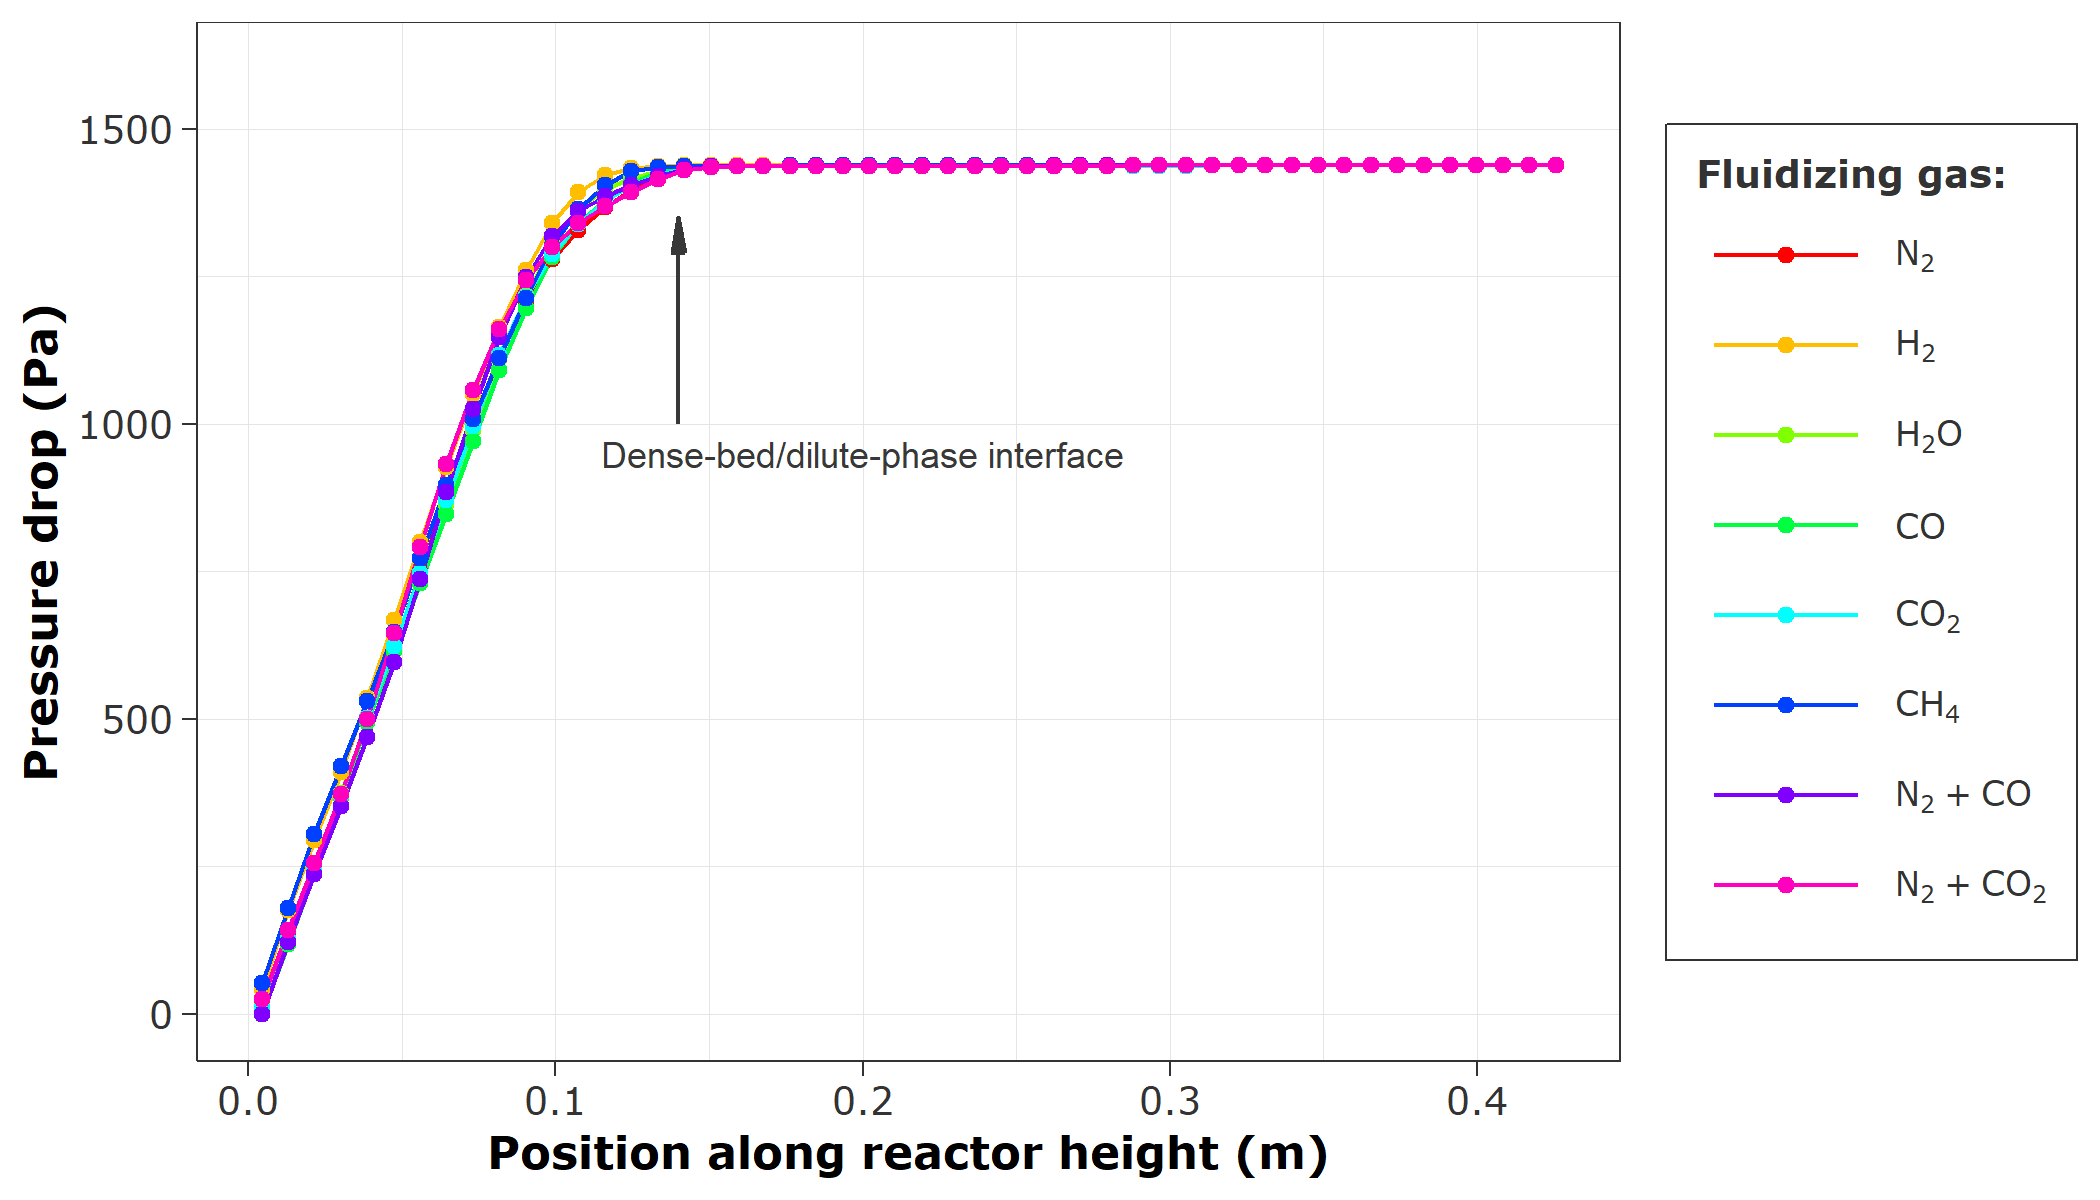 Pressure drop (Pa)
1500
1000
500
0
Dense-bed/dilute-phase interface
0.0 0.1 0.2 0.3 0.4
Position along reactor height (m)
Fluidizing gas:
N₂
H₂
H₂O
CO
CO₂
CH₄
N₂ + CO
N₂ + CO₂